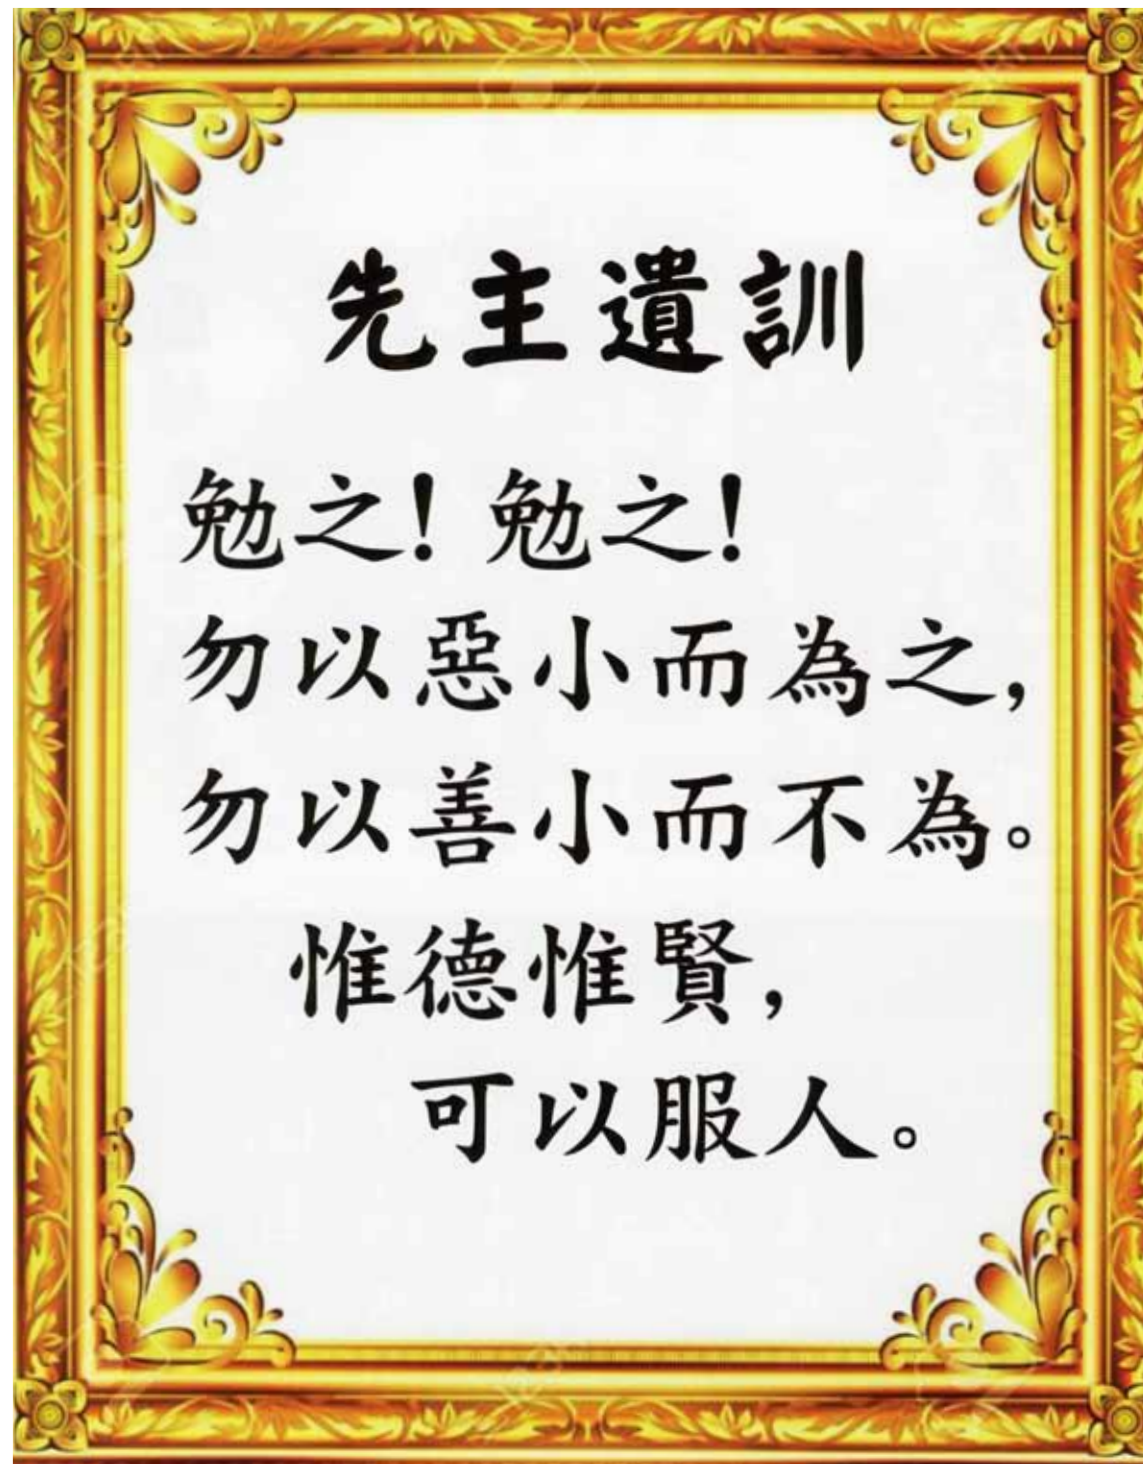 先主遺訓
勉之！勉之！
勿以惡小而為之，
勿以善小而不為。
惟德惟賢，
可以服人。